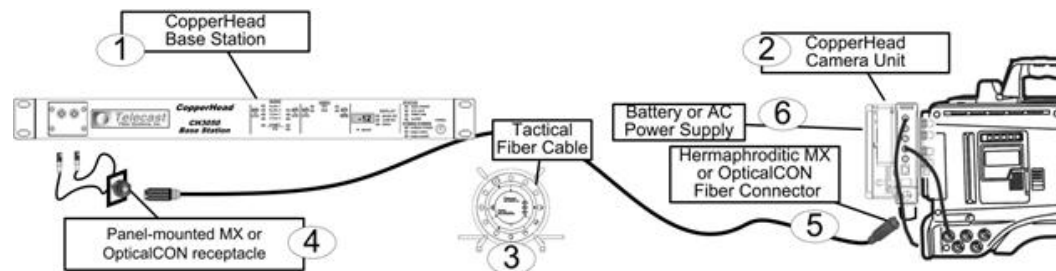 CopperHead
Base Station
1
2
CopperHead
Camera Unit
Telecast
CopperHead
CH3050
Base Station
-12
Battery or AC
Power Supply
6
Tactical
Fiber Cable
Hermaphroditic MX
or OpticalCON
Fiber Connector
Panel-mounted MX or
OpticalCON receptacle
4
3
5